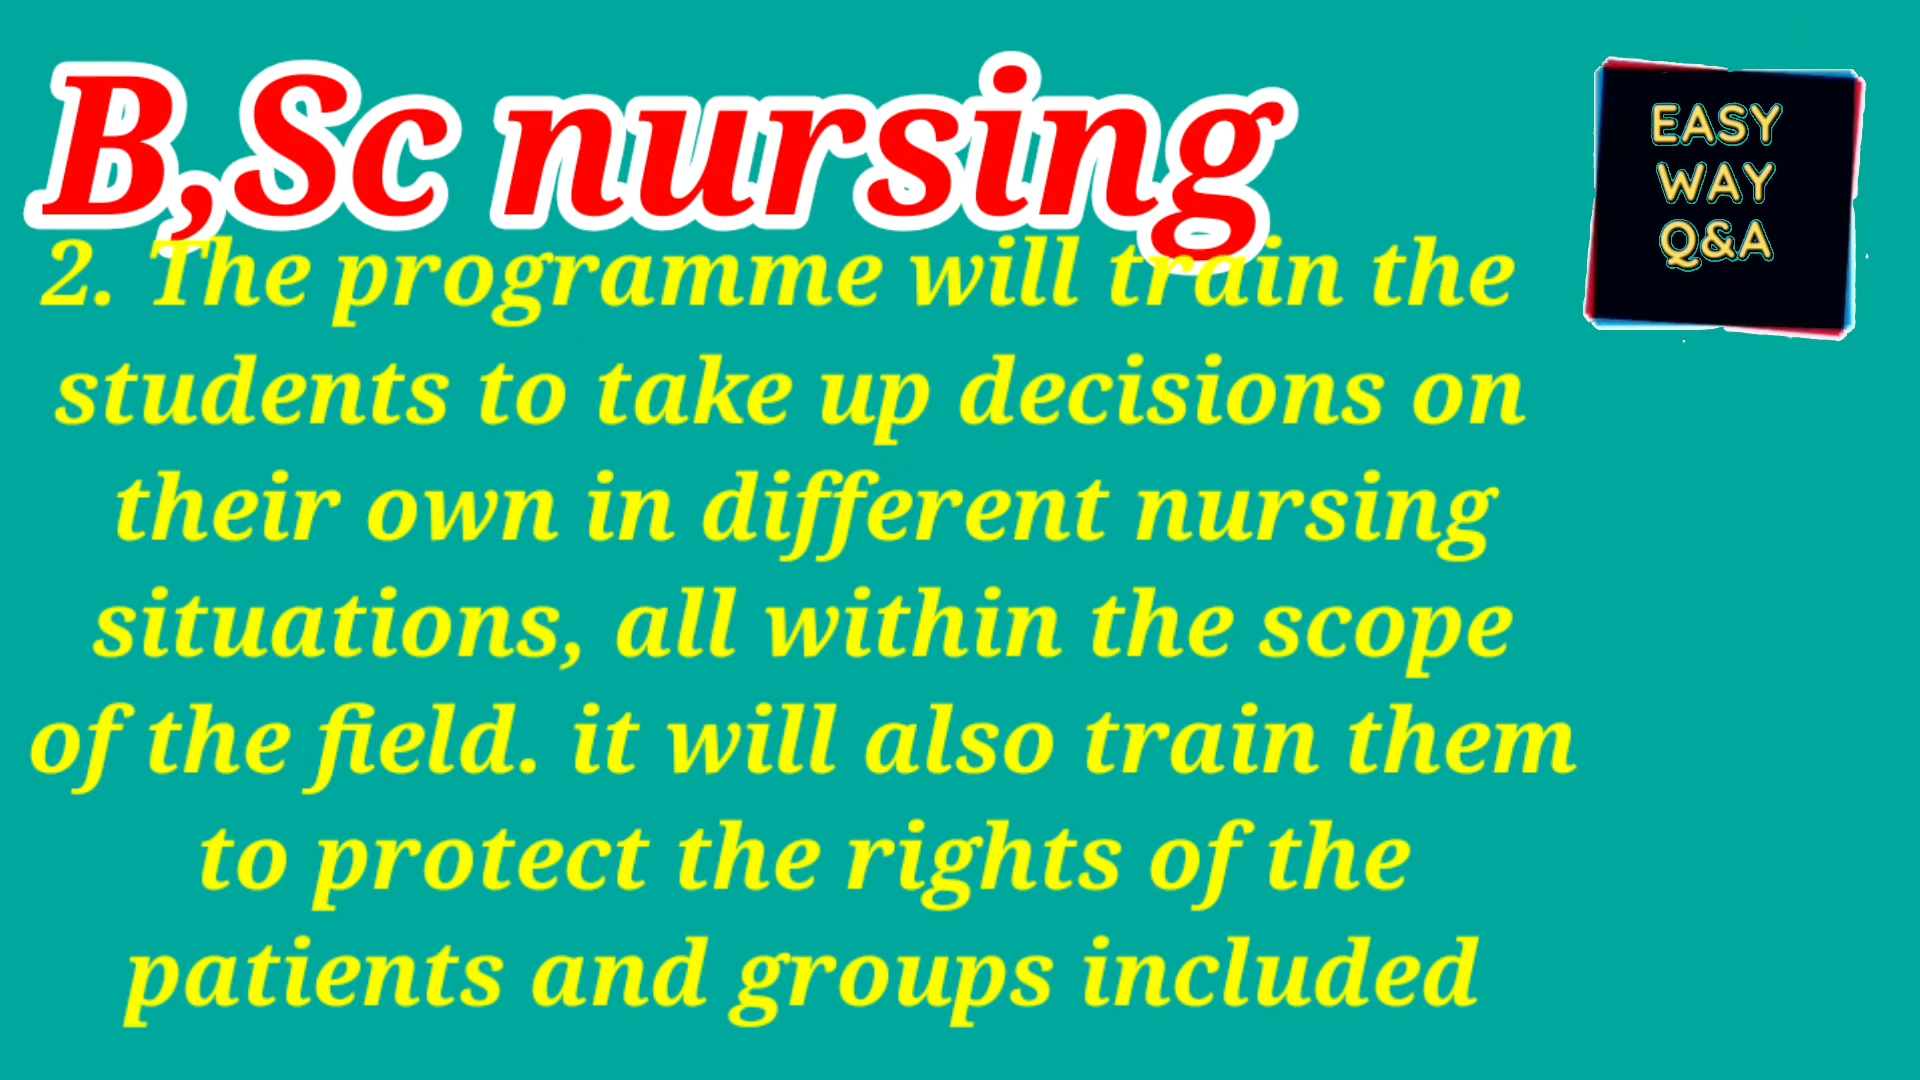 B,Sc nursing
EASY
WAY
Q&A
2. The programme will train the
students to take up decisions on
their own in different nursing
situations, all within the scope
of the field. it will also train them
to protect the rights of the
patients and groups included